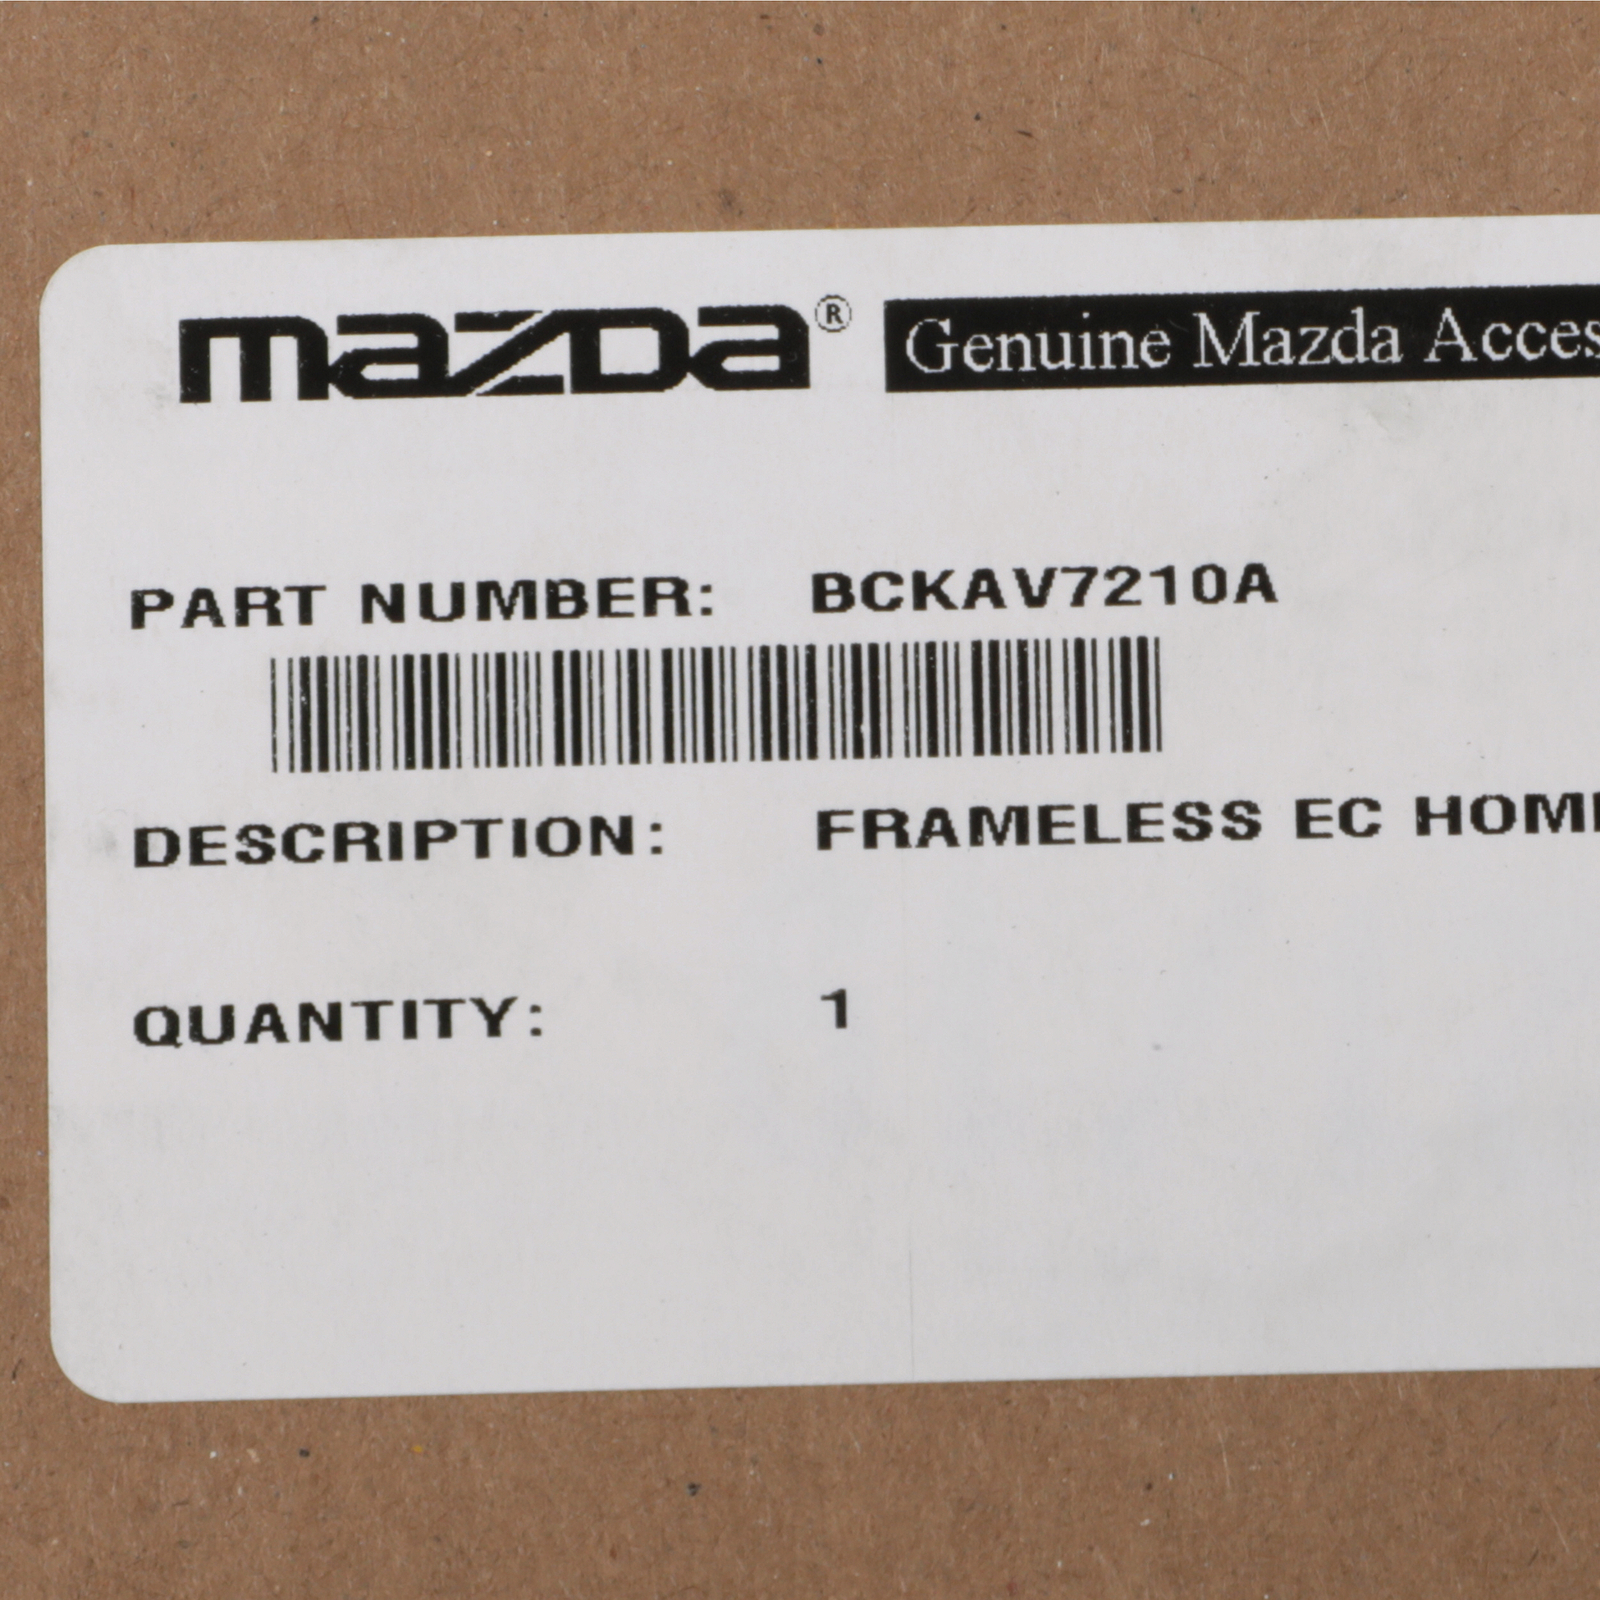 mazda® Genuine Mazda Acces
PART NUMBER: BCKAV7210A
DESCRIPTION: FRAMELESS EC HOM
QUANTITY: 1